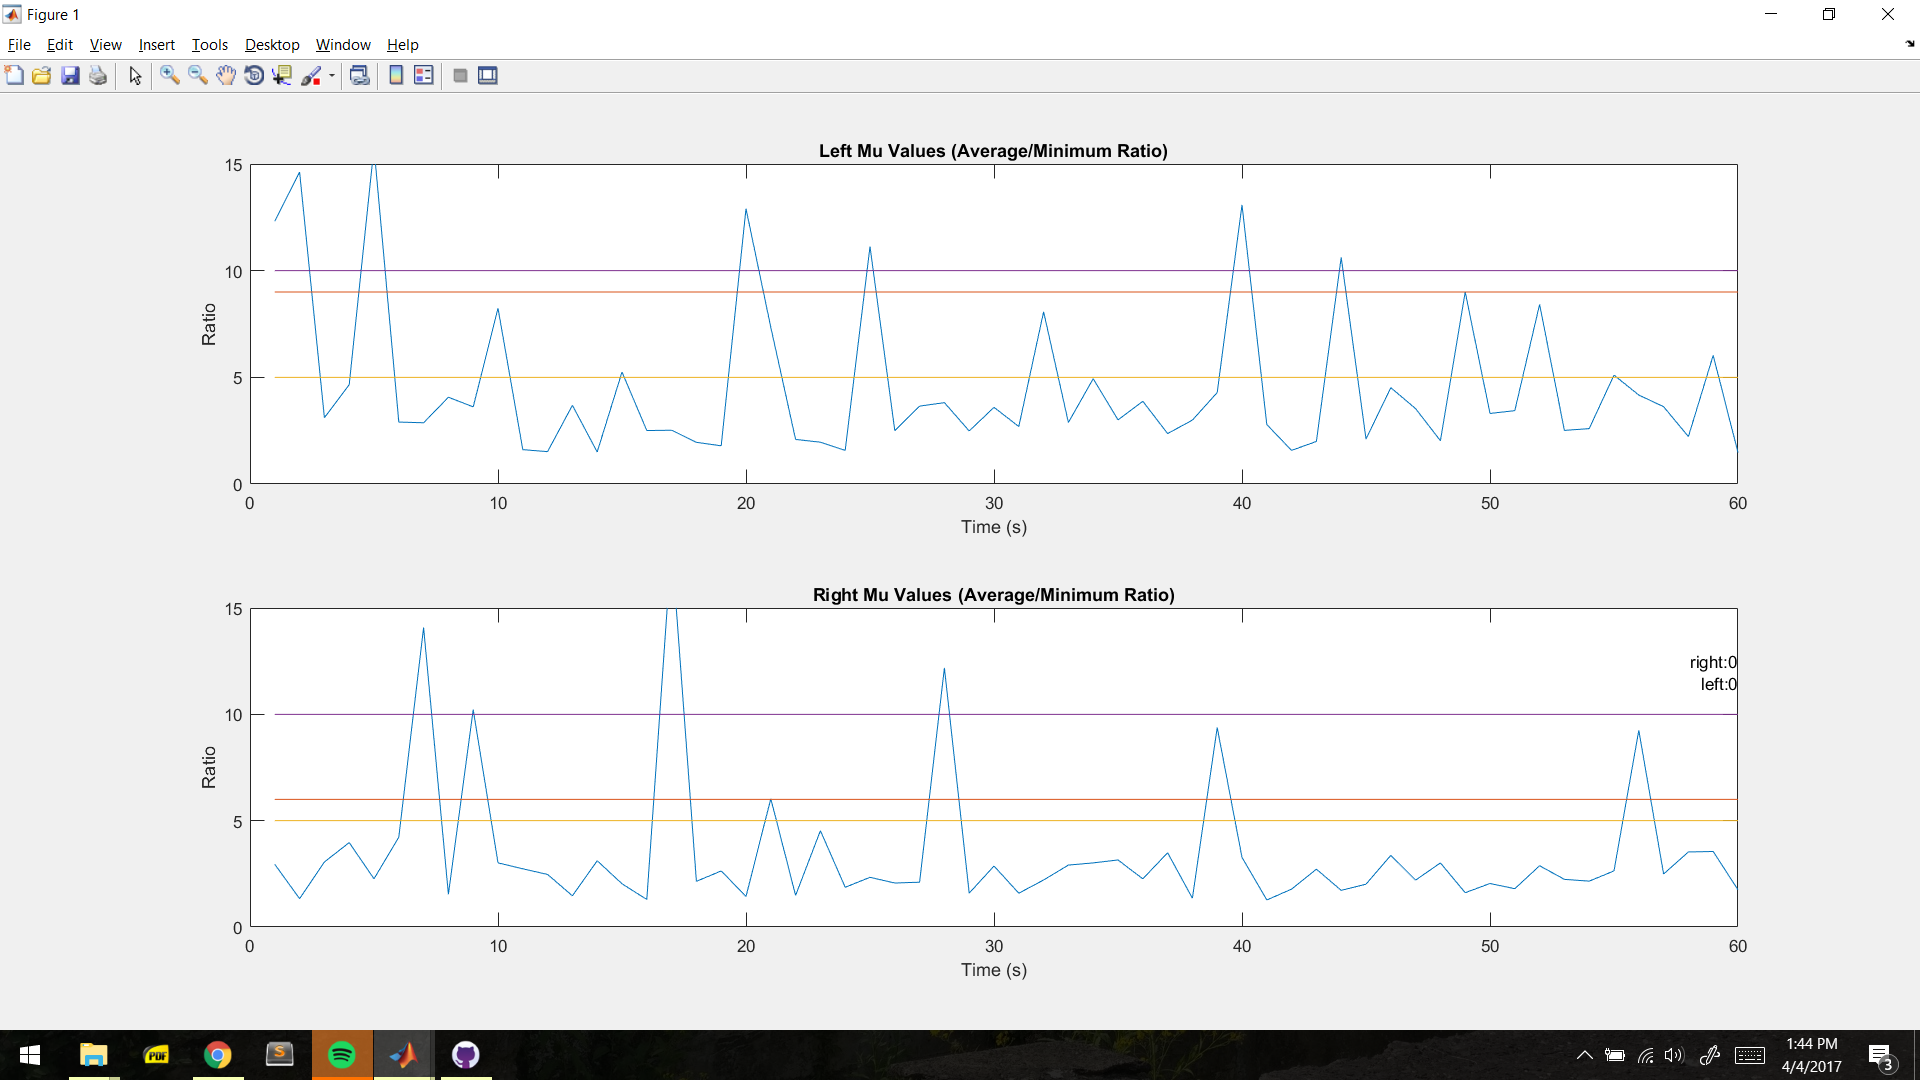 Figure 1
File Edit View Insert Tools Desktop Window Help
Left Mu Values (Average/Minimum Ratio)
15
10
5
0
Ratio
0 10 20 30 40 50 60
Time (s)
Right Mu Values (Average/Minimum Ratio)
15
10
5
0
Ratio
right:0
left:0
0 10 20 30 40 50 60
Time (s)
PDF
S
1:44 PM
4/4/2017
3